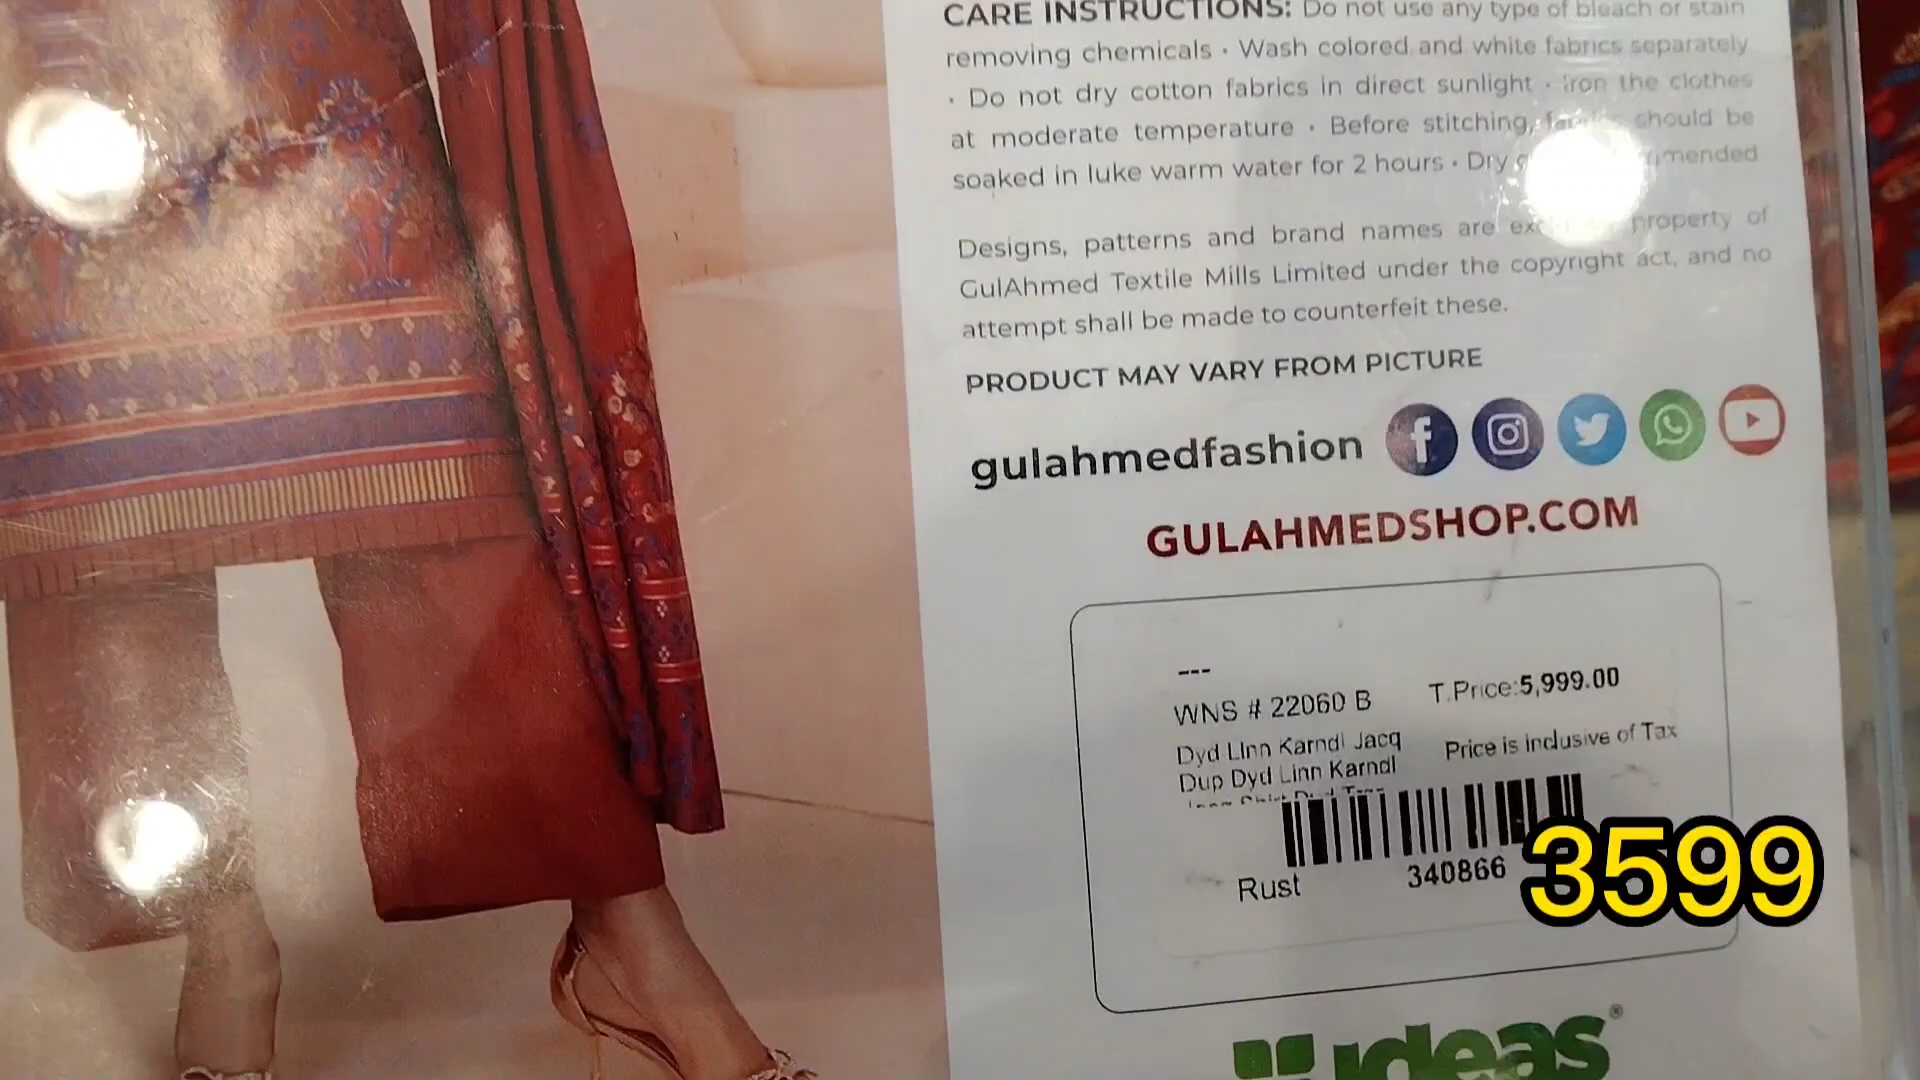 CARE INSTRUCTIONS: Do not use any type of bleach or stain
removing chemicals • Wash colored and white fabrics separately
• Do not dry cotton fabrics in direct sunlight • Iron the clothes
at moderate temperature • Before stitching, should be
soaked in luke warm water for 2 hours • Dry
Designs, patterns and brand names are property of
GulAhmed Textile Mills Limited under the copyright act, and no
attempt shall be made to counterfeit these.
PRODUCT MAY VARY FROM PICTURE
gulahmedfashion
GULAHMEDSHOP.COM
---
WNS # 22060 B T.Price:5,999.00
Dyd Linn Karndi Jacq Price is inclusive of Tax
Dup Dyd Linn Karndi
Rust 340866
3599
ideas®